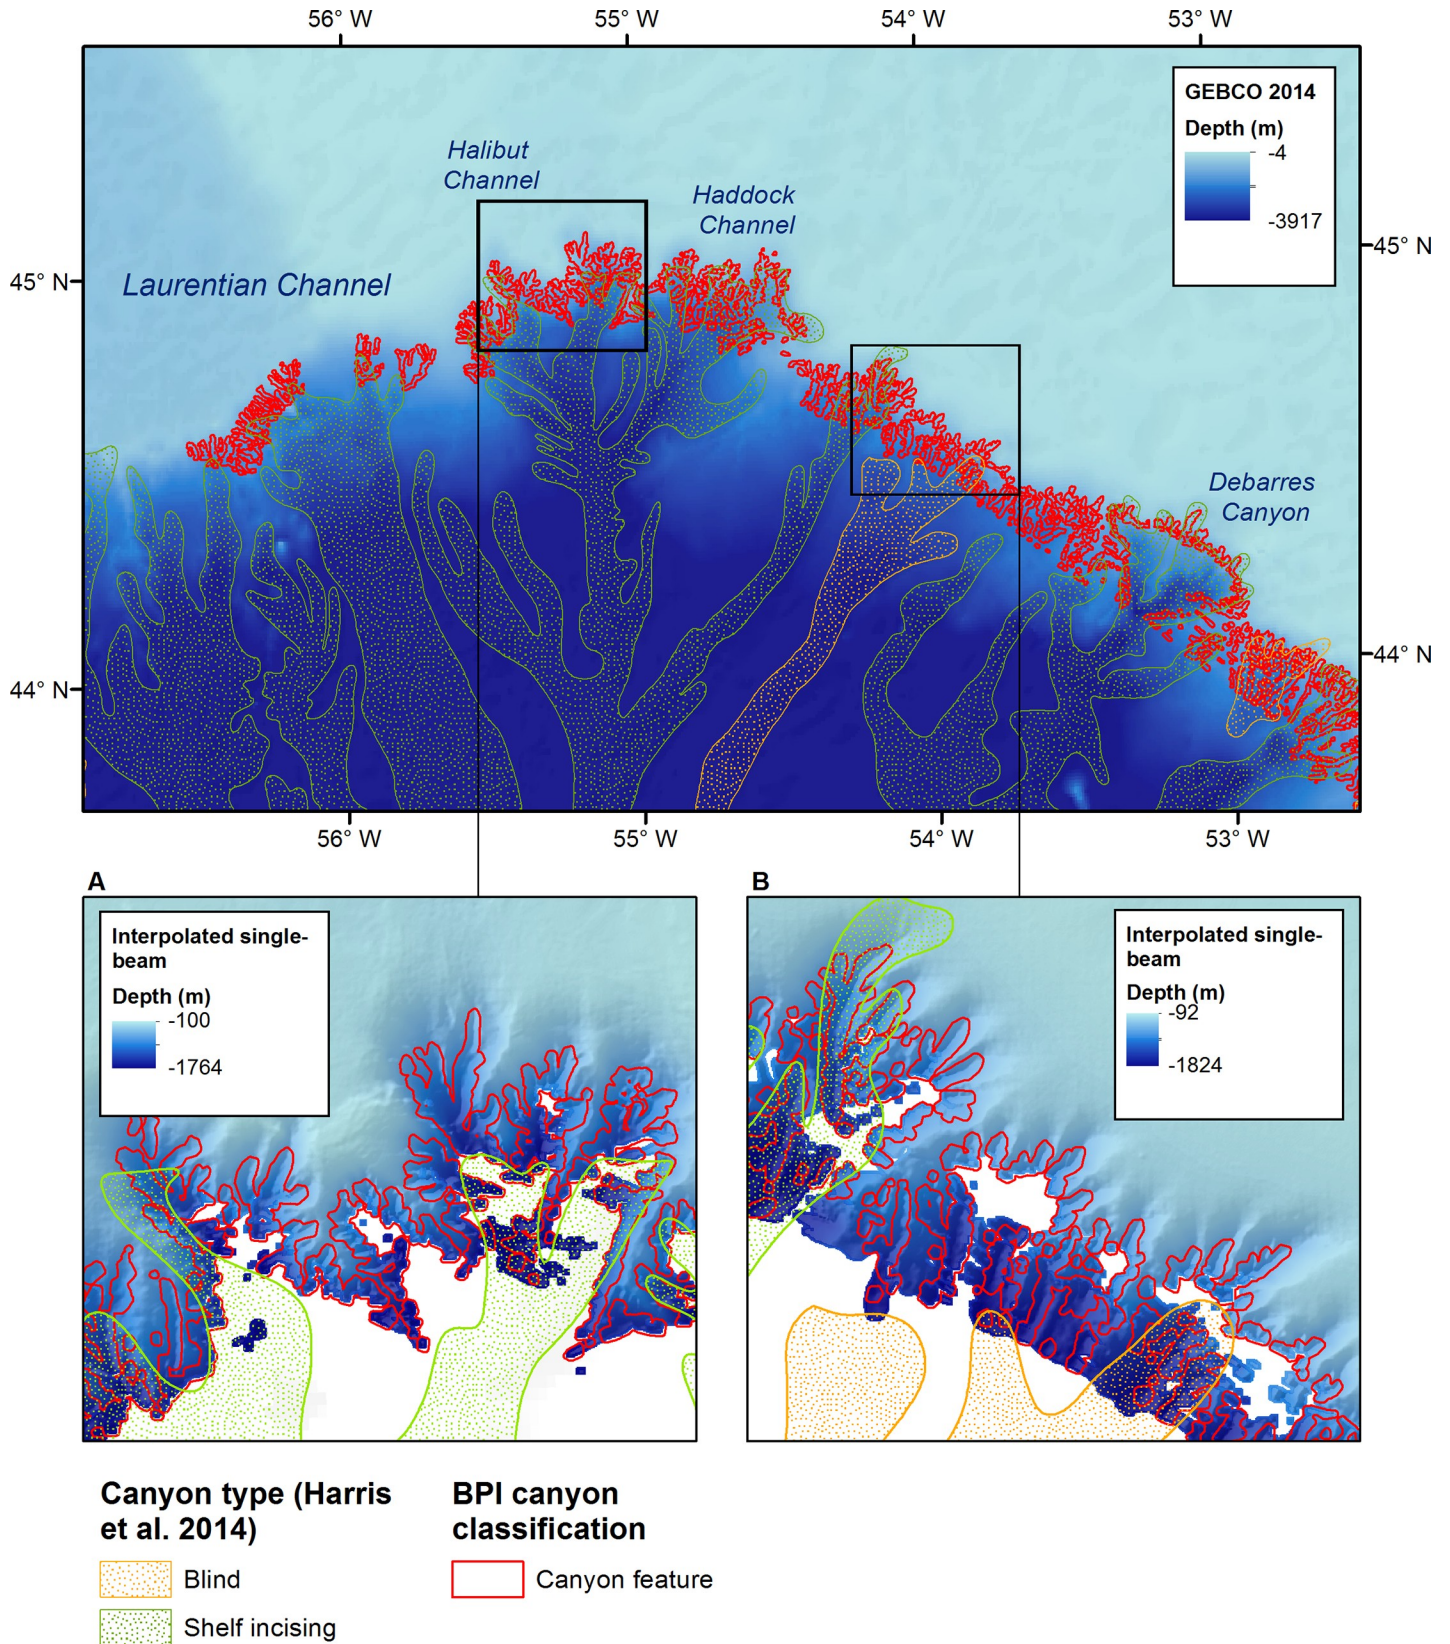 56° W 55° W 54° W 53° W
GEBCO 2014
Depth (m)
-4
-3917
Halibut
Channel
Haddock
Channel
Laurentian Channel
45° N
45° N
Debarres
Canyon
44° N
44° N
56° W 55° W 54° W 53° W
A
Interpolated single-
beam
Depth (m)
-100
-1764
B
Interpolated single-
beam
Depth (m)
-92
-1824
Canyon type (Harris
et al. 2014)
Blind
Shelf incising
BPI canyon
classification
Canyon feature